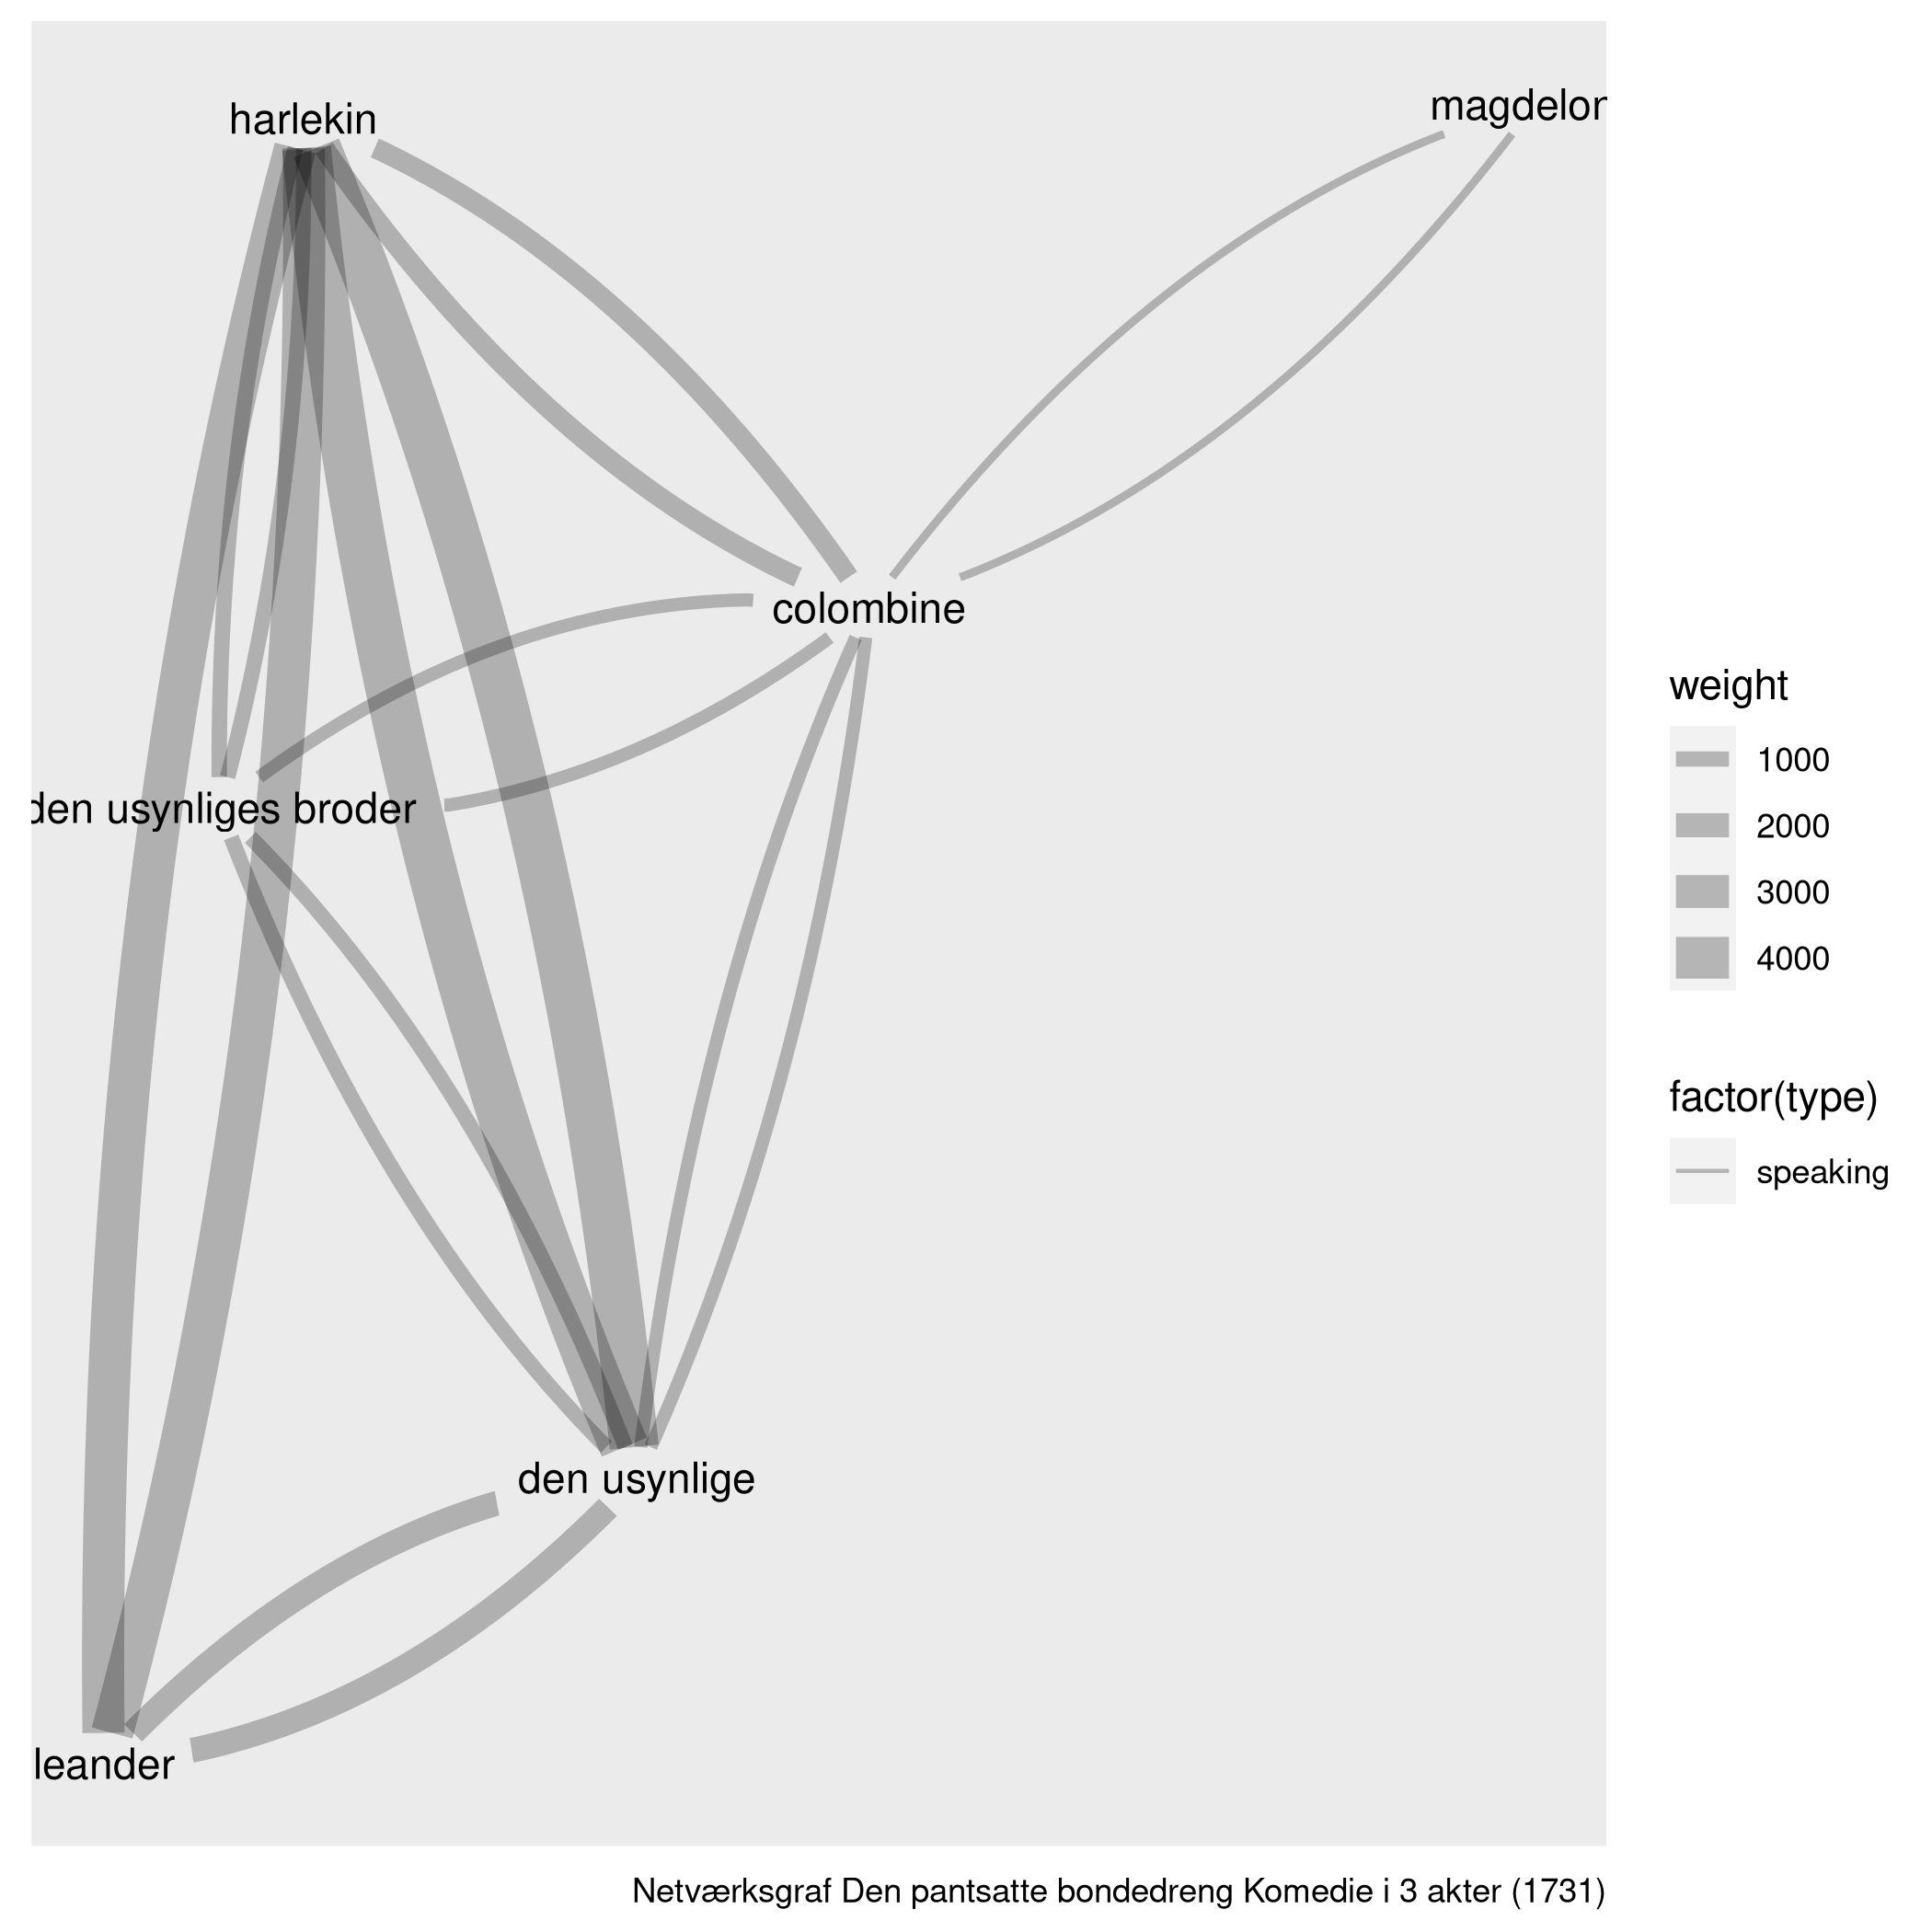 harlekin
magdelon
colombine
den usynliges broder
den usynlige
leander
weight
1000
2000
3000
4000
factor(type)
speaking
Netværksgraf Den pantsatte bondedreng Komedie i 3 akter (1731)